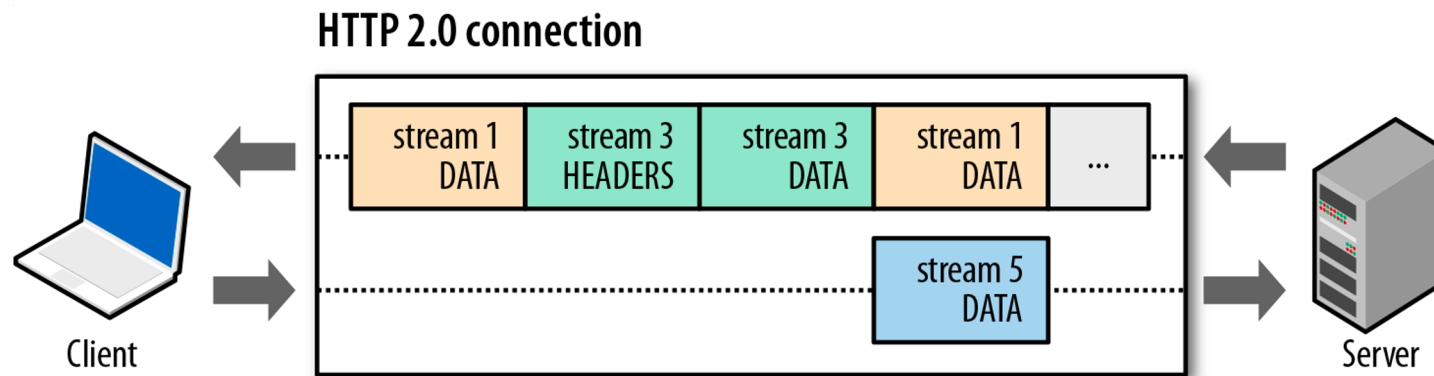 HTTP 2.0 connection
stream 1 stream 3 stream 3 stream 1
DATA HEADERS DATA DATA ...
stream 5
DATA
Client Server